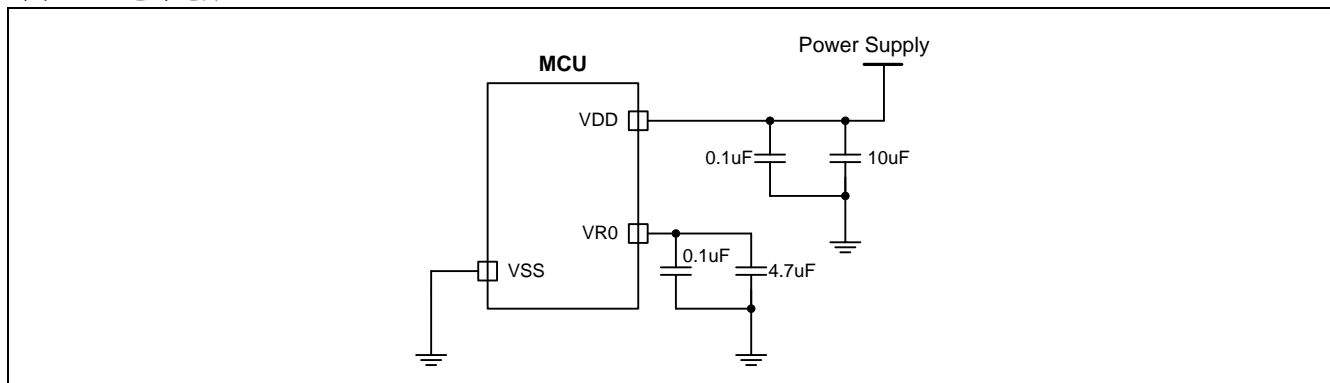 Power Supply
MCU
VDD
0.1uF
10uF
VR0
0.1uF
4.7uF
VSS